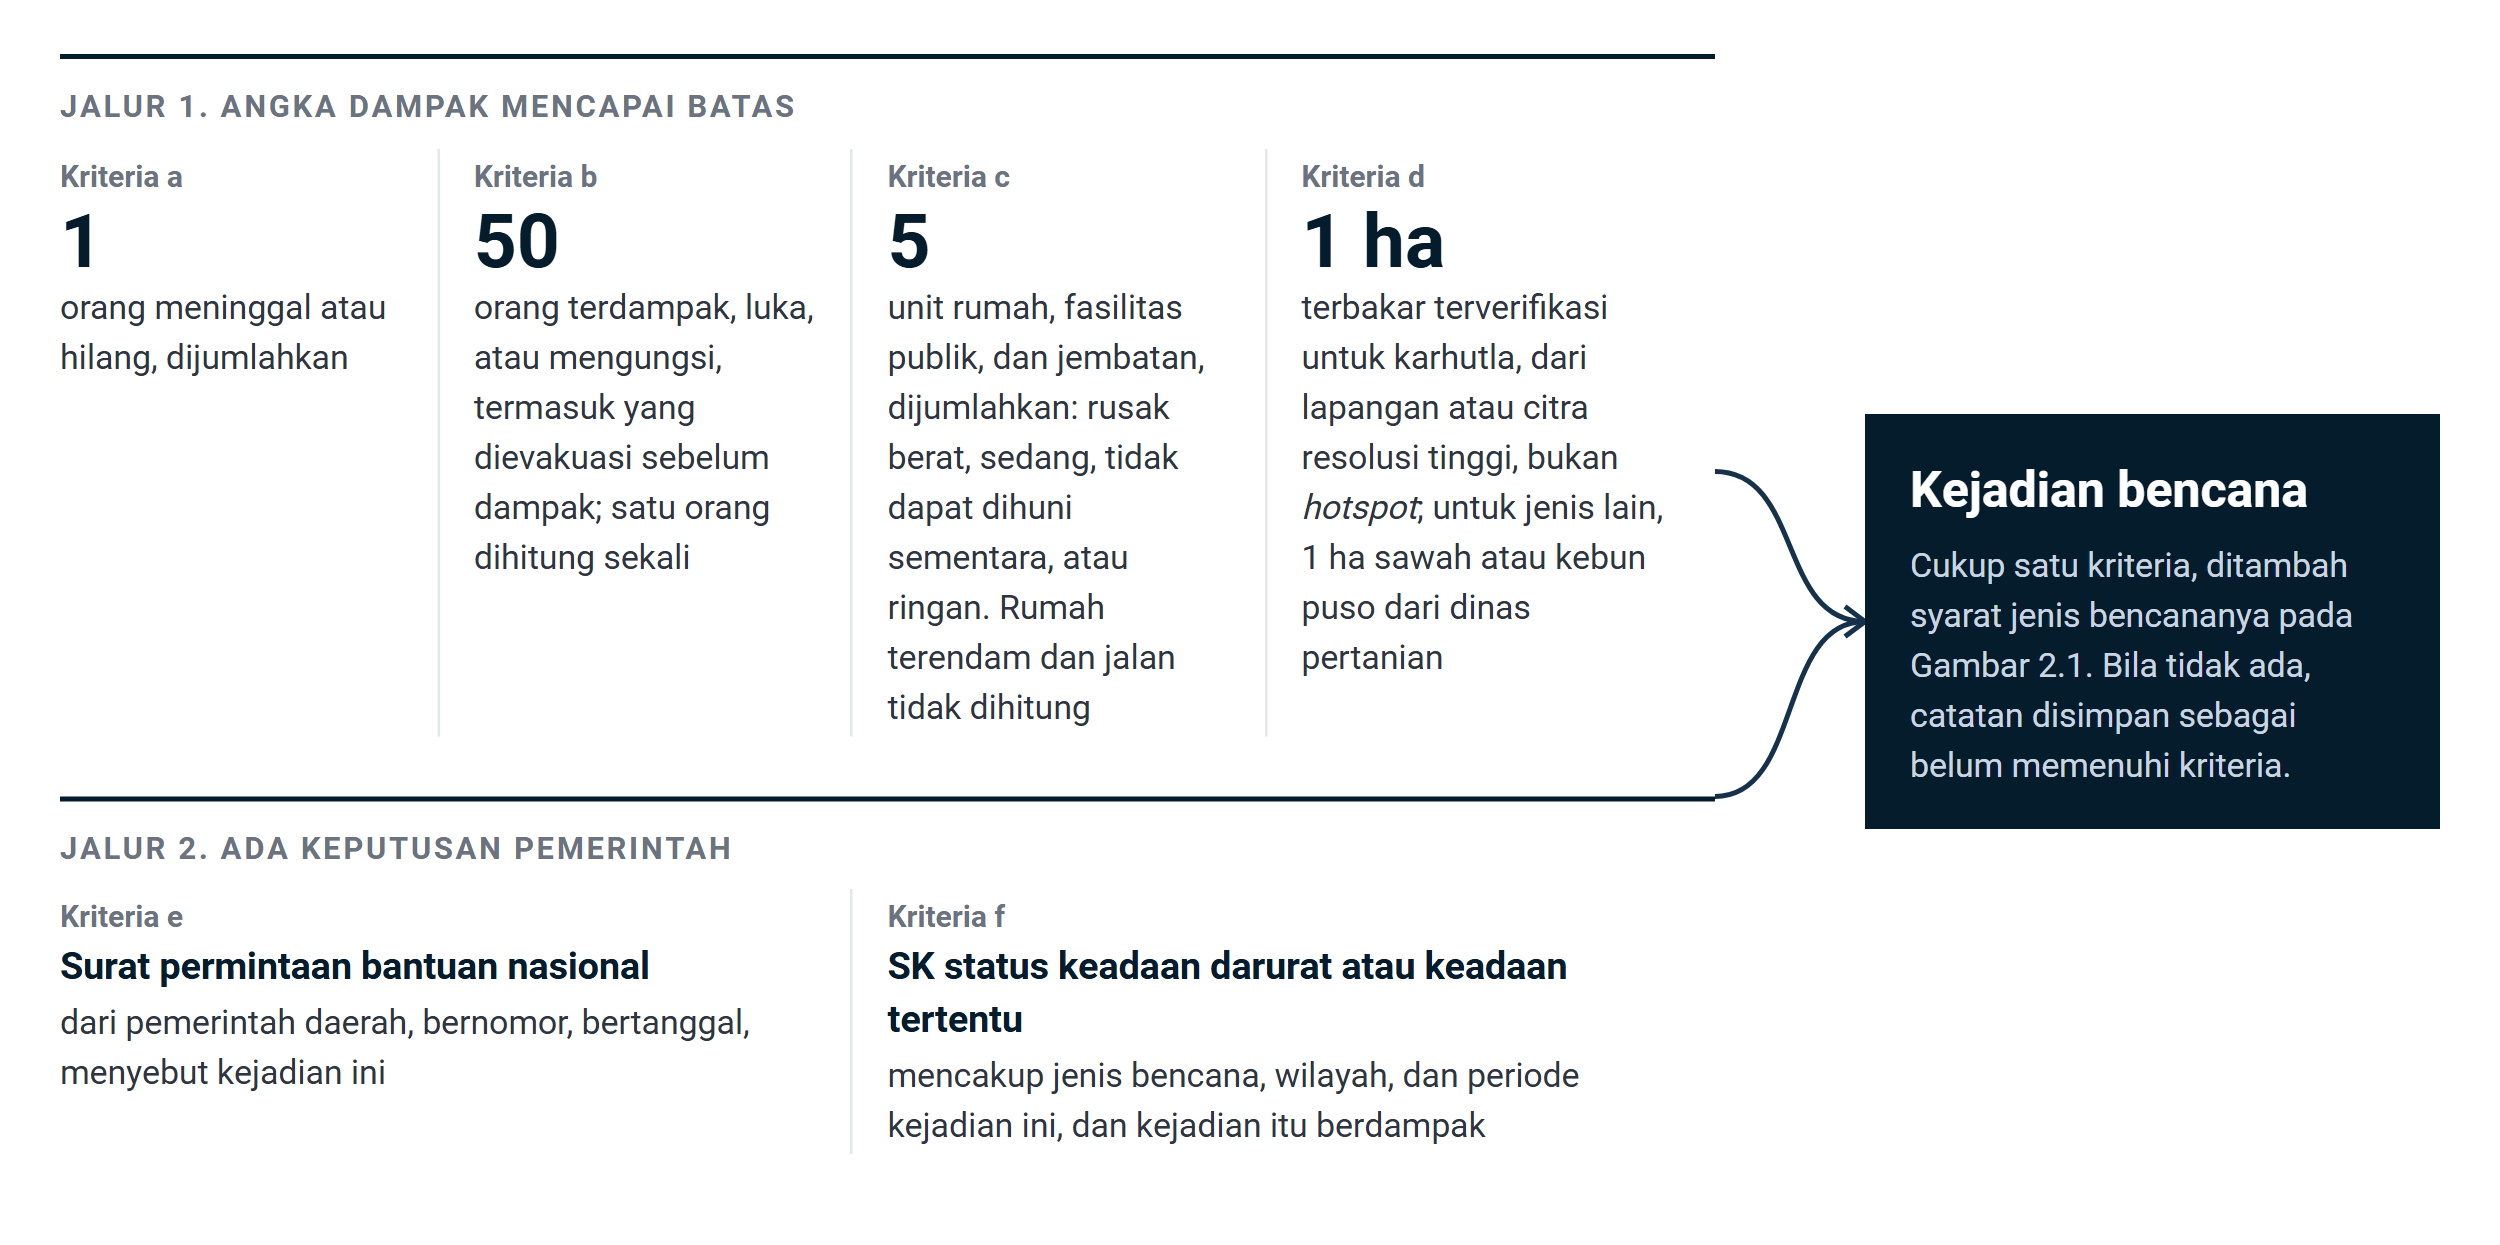 JALUR 1. ANGKA DAMPAK MENCAPAI BATAS
Kriteria a
1
orang meninggal atau
hilang, dijumlahkan
Kriteria b
50
orang terdampak, luka,
atau mengungsi,
termasuk yang
dievakuasi sebelum
dampak; satu orang
dihitung sekali
Kriteria c
5
unit rumah, fasilitas
publik, dan jembatan,
dijumlahkan: rusak
berat, sedang, tidak
dapat dihuni
sementara, atau
ringan. Rumah
terendam dan jalan
tidak dihitung
Kriteria d
1 ha
terbakar terverifikasi
untuk karhutla, dari
lapangan atau citra
resolusi tinggi, bukan
hotspot; untuk jenis lain,
1 ha sawah atau kebun
puso dari dinas
pertanian
JALUR 2. ADA KEPUTUSAN PEMERINTAH
Kriteria e
Surat permintaan bantuan nasional
dari pemerintah daerah, bernomor, bertanggal,
menyebut kejadian ini
Kriteria f
SK status keadaan darurat atau keadaan
tertentu
mencakup jenis bencana, wilayah, dan periode
kejadian ini, dan kejadian itu berdampak
Kejadian bencana
Cukup satu kriteria, ditambah
syarat jenis bencananya pada
Gambar 2.1. Bila tidak ada,
catatan disimpan sebagai
belum memenuhi kriteria.